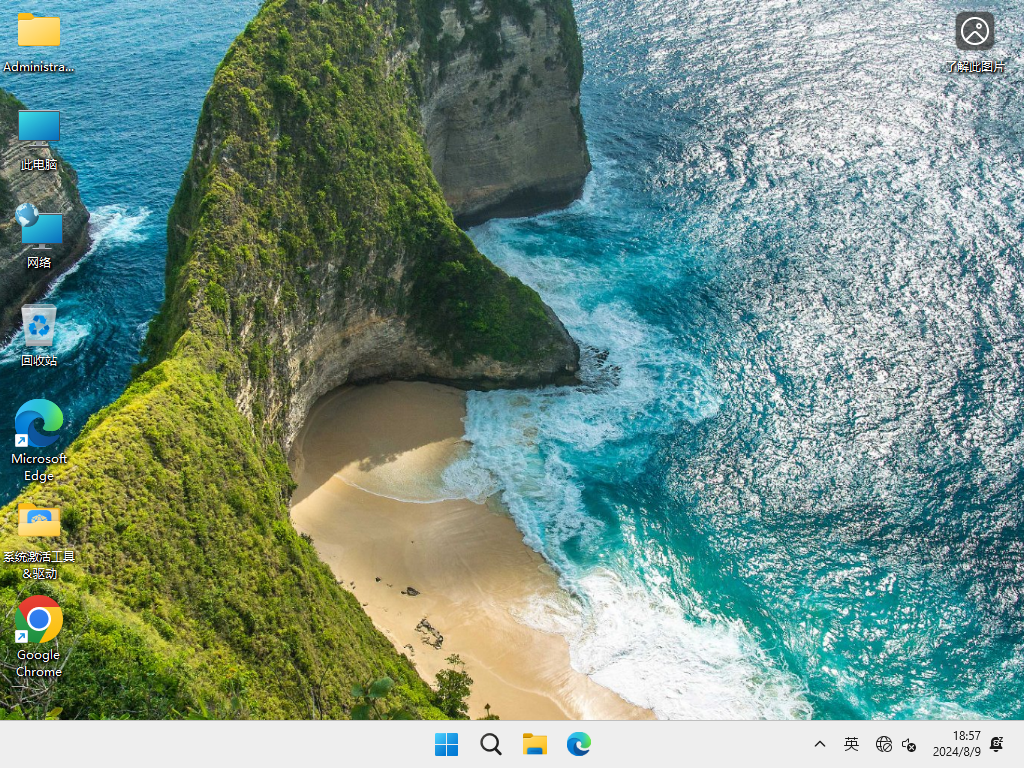 Administra...
此电脑
网络
回收站
Microsoft
Edge
系统激活工具
&驱动
Google
Chrome
了解此图片
英
18:57
2024/8/9